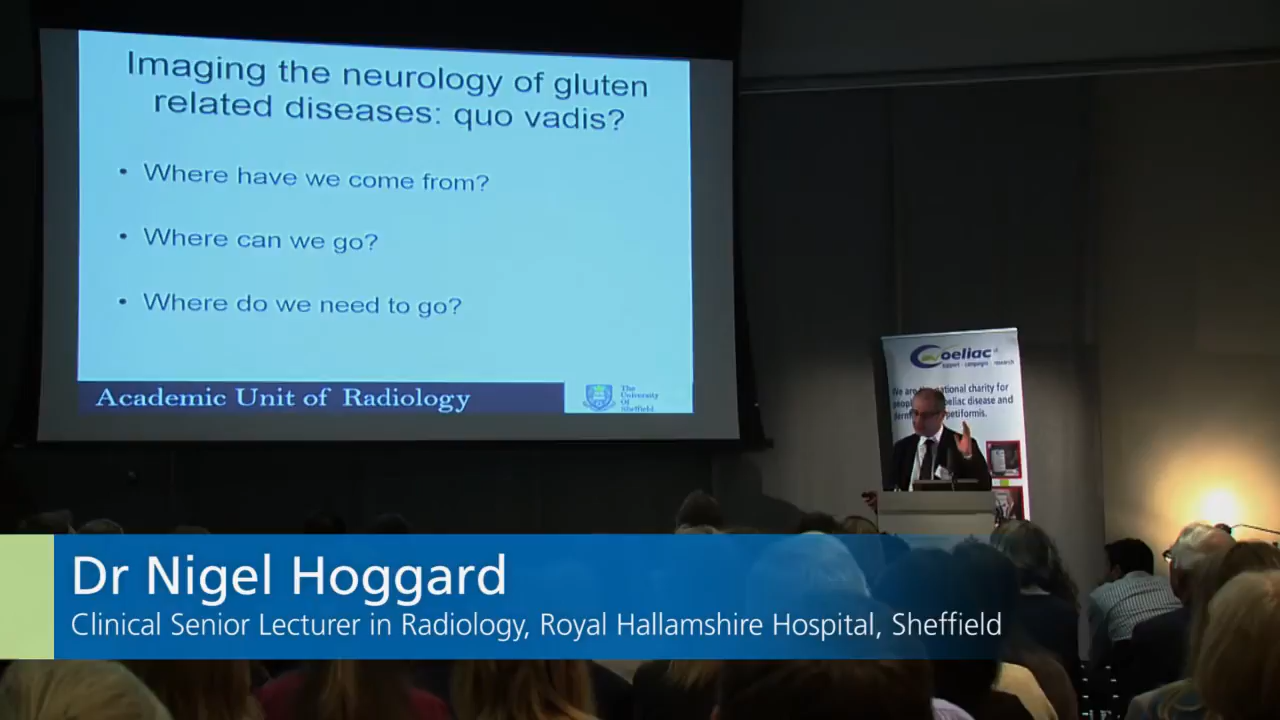 Imaging the neurology of gluten
related diseases: quo vadis?
• Where have we come from?
• Where can we go?
• Where do we need to go?
Academic Unit of Radiology
The
University
Of
Sheffield.
Coeliac
support · campaigns · research
We are the national charity for
coeliac disease and
Dr Nigel Hoggard
Clinical Senior Lecturer in Radiology, Royal Hallamshire Hospital, Sheffield